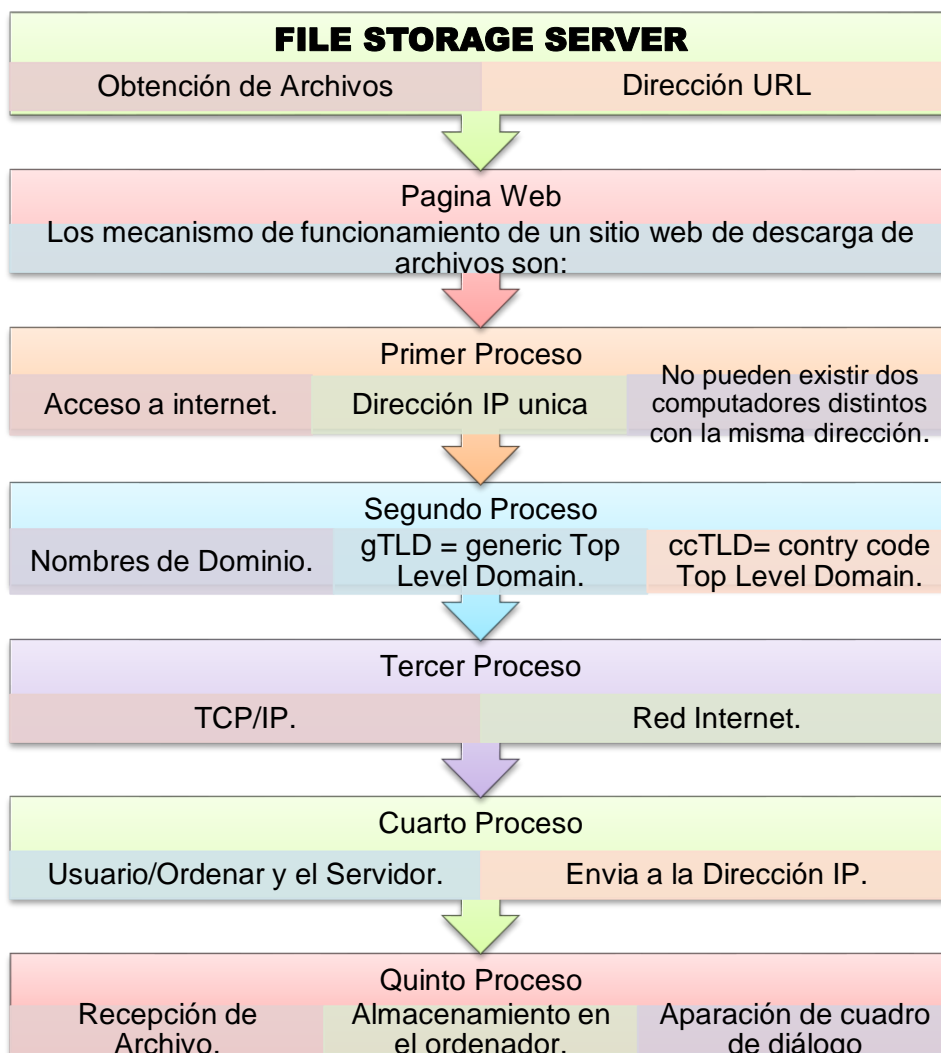 FILE STORAGE SERVER
Obtención de Archivos
Dirección URL
Pagina Web
Los mecanismo de funcionamiento de un sitio web de descarga de
archivos son:
Primer Proceso
Acceso a internet.
Dirección IP unica
No pueden existir dos
computadores distintos
con la misma dirección.
Segundo Proceso
Nombres de Dominio.
gTLD = generic Top
Level Domain.
ccTLD= contry code
Top Level Domain.
Tercer Proceso
TCP/IP.
Red Internet.
Cuarto Proceso
Usuario/Ordenar y el Servidor.
Envia a la Dirección IP.
Quinto Proceso
Recepción de
Archivo.
Almacenamiento en
el ordenador.
Aparación de cuadro
de diálogo